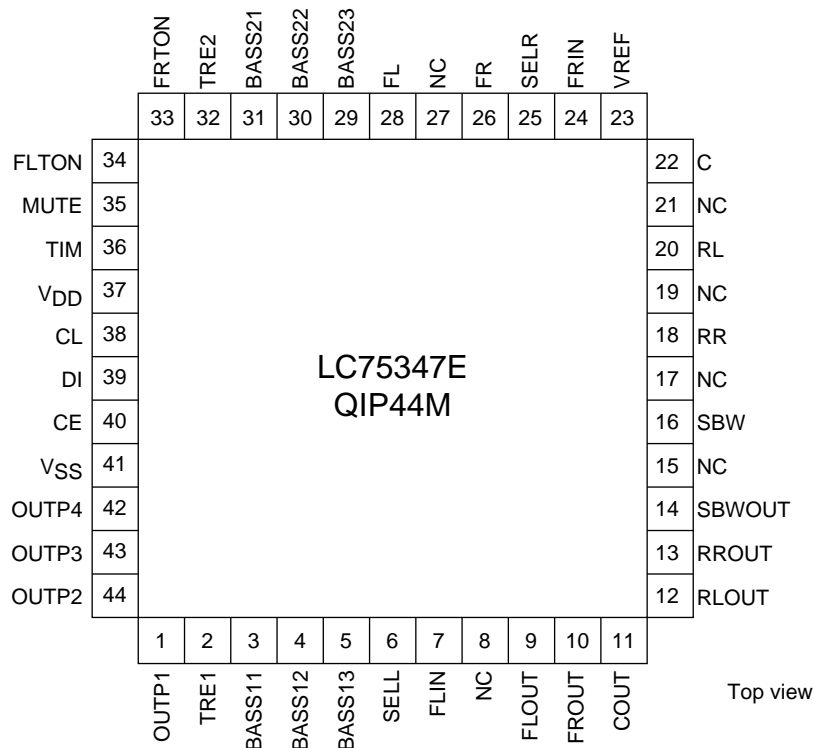 FRTON
TRE2
BASS21
BASS22
BASS23
FL
NC
FR
SELR
FRIN
VREF
33 32 31 30 29 28 27 26 25 24 23
FLTON 34
MUTE 35
TIM 36
VDD 37
CL 38
DI 39
CE 40
VSS 41
OUTP4 42
OUTP3 43
OUTP2 44
LC75347E
QIP44M
22 C
21 NC
20 RL
19 NC
18 RR
17 NC
16 SBW
15 NC
14 SBWOUT
13 RROUT
12 RLOUT
1 2 3 4 5 6 7 8 9 10 11
OUTP1
TRE1
BASS11
BASS12
BASS13
SELL
FLIN
NC
FLOUT
FROUT
COUT
Top view